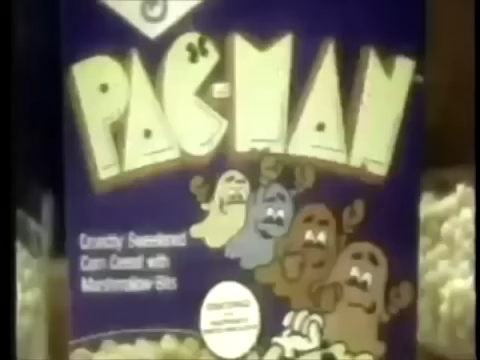 PAC-MAN
Crunchy Sweetened
Corn Cereal with
Marshmallow Bits